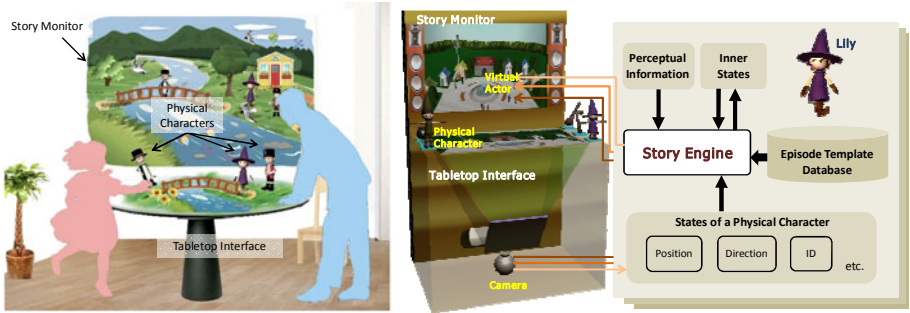 Story Monitor
Physical
Characters
Tabletop Interface
Story Monitor
Virtual
Actor
Physical
Character
Tabletop Interface
Camera
Perceptual
Information
Inner
States
Lily
Story Engine
Episode Template
Database
States of a Physical Character
Position
Direction
ID
etc.